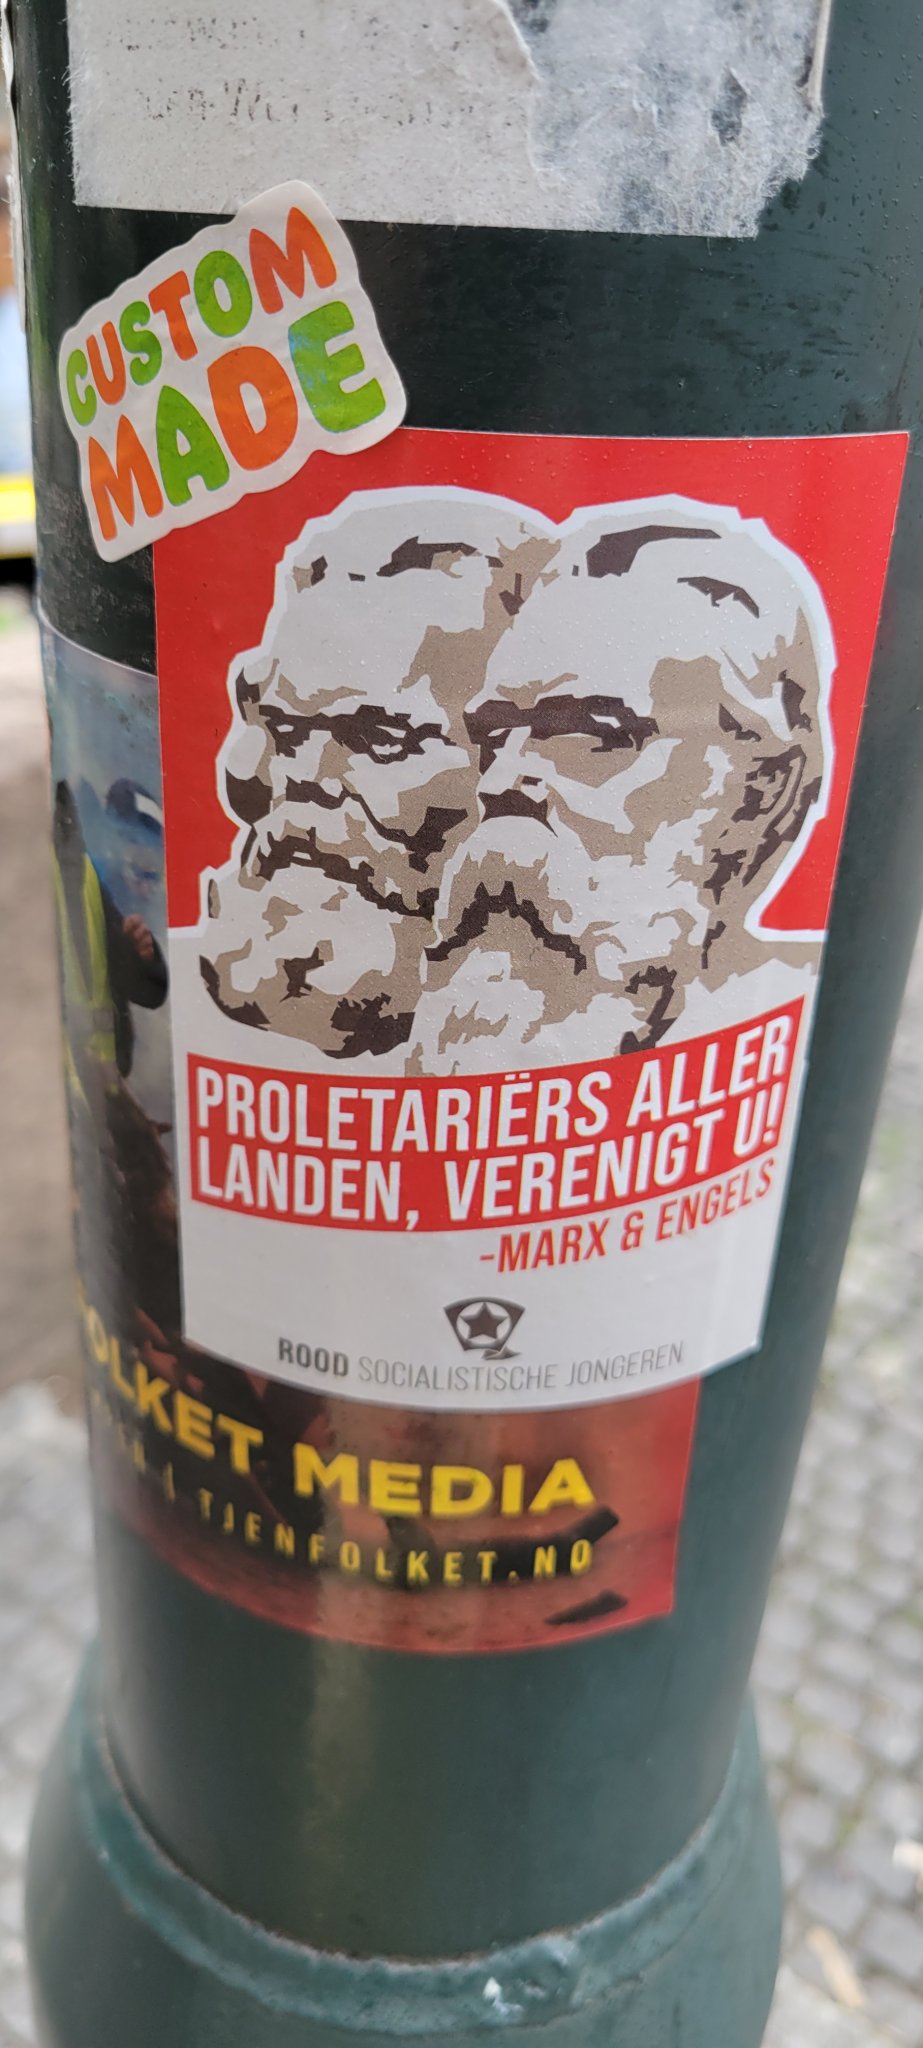 CUSTOM
MADE
PROLETARIËRS ALLER
LANDEN, VERENIGT U!
-MARX & ENGELS
ROOD SOCIALISTISCHE JONGEREN
OLKET MEDIA
| TJENFOLKET.NO